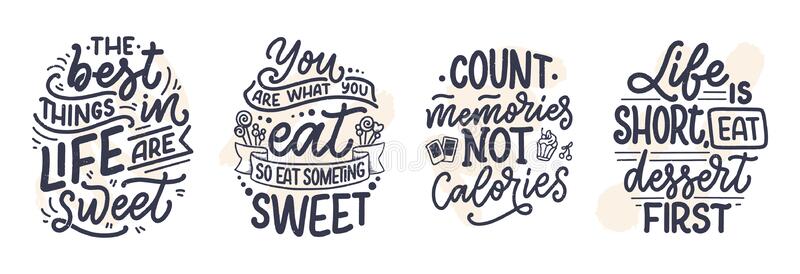 THE
best
THINGS in
LIFE ARE
sweet
You
ARE WHAT YOU
eat
SO EAT SOMETING
SWEET
COUNT
memories
NOT
Calories
Life IS
SHORT, EAT
dessert
FIRST
dreamstime